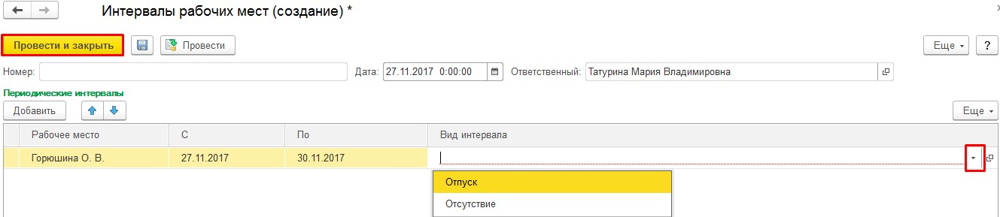 Интервалы рабочих мест (создание) *
Провести и закрыть Провести Еще ?
Номер: Дата: 27.11.2017 0:00:00 Ответственный: Татурина Мария Владимировна
Периодические интервалы
Добавить Еще
Рабочее место С По Вид интервала
Горюшина О. В. 27.11.2017 30.11.2017
Отпуск
Отсутствие